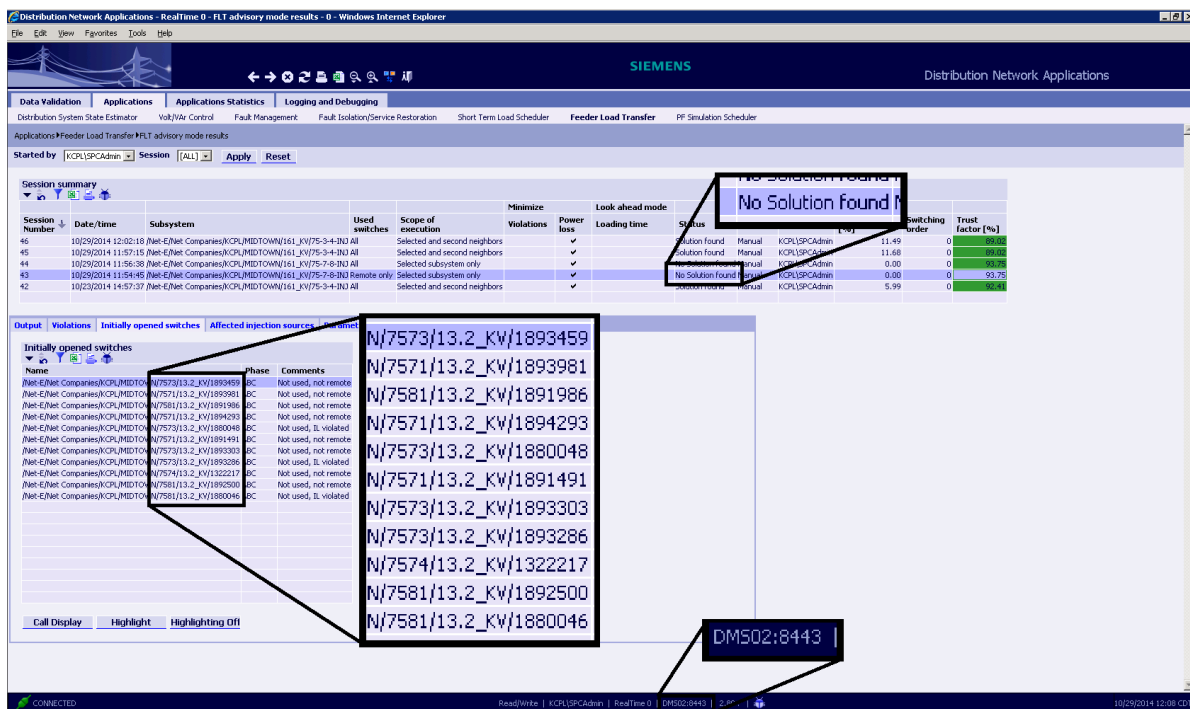 Distribution Network Applications - RealTime 0 - FLT advisory mode results - 0 - Windows Internet Explorer
File Edit View Favorites Tools Help
SIEMENS
Distribution Network Applications
Data Validation Applications Applications Statistics Logging and Debugging
Distribution System State Estimator Volt/VAr Control Fault Management Fault Isolation/Service Restoration Short Term Load Scheduler Feeder Load Transfer PF Simulation Scheduler
Applications Feeder Load Transfer FLT advisory mode results
Started by KCPL\SPCAdmin Session [ALL] Apply Reset
No Solution found
Session summary
Minimize Look ahead mode
Session Number Date/time Subsystem Used switches Scope of execution Violations Power loss Loading time Status [%] Switching order Trust factor [%]
46 10/29/2014 12:02:18 /Net-E/Net Companies/KCPL/MIDTOWN/161_KV/75-3-4-INJ All Selected and second neighbors Solution found Manual KCPL\SPCAdmin 11.49 0 89.02
45 10/29/2014 11:57:15 /Net-E/Net Companies/KCPL/MIDTOWN/161_KV/75-3-4-INJ All Selected and second neighbors Solution found Manual KCPL\SPCAdmin 11.68 0 89.02
44 10/29/2014 11:56:38 /Net-E/Net Companies/KCPL/MIDTOWN/161_KV/75-7-8-INJ All Selected subsystem only No Solution found Manual KCPL\SPCAdmin 0.00 0 93.75
43 10/29/2014 11:54:45 /Net-E/Net Companies/KCPL/MIDTOWN/161_KV/75-7-8-INJ Remote only Selected subsystem only No Solution found Manual KCPL\SPCAdmin 0.00 0 93.75
42 10/23/2014 14:57:37 /Net-E/Net Companies/KCPL/MIDTOWN/161_KV/75-3-4-INJ All Selected and second neighbors Solution found Manual KCPL\SPCAdmin 5.99 0 92.41
Output Violations Initially opened switches Affected injection sources
Initially opened switches
Name Phase Comments
/Net-E/Net Companies/KCPL/MIDTOWN/7573/13.2_KV/1893459 ABC Not used, not remote
/Net-E/Net Companies/KCPL/MIDTOWN/7571/13.2_KV/1893981 ABC Not used, not remote
/Net-E/Net Companies/KCPL/MIDTOWN/7581/13.2_KV/1891986 ABC Not used, not remote
/Net-E/Net Companies/KCPL/MIDTOWN/7571/13.2_KV/1894293 ABC Not used, not remote
/Net-E/Net Companies/KCPL/MIDTOWN/7573/13.2_KV/1880048 ABC Not used, IL violated
/Net-E/Net Companies/KCPL/MIDTOWN/7571/13.2_KV/1891491 ABC Not used, not remote
/Net-E/Net Companies/KCPL/MIDTOWN/7573/13.2_KV/1893303 ABC Not used, not remote
/Net-E/Net Companies/KCPL/MIDTOWN/7573/13.2_KV/1893286 ABC Not used, IL violated
/Net-E/Net Companies/KCPL/MIDTOWN/7574/13.2_KV/1322217 ABC Not used, not remote
/Net-E/Net Companies/KCPL/MIDTOWN/7581/13.2_KV/1892500 ABC Not used, not remote
/Net-E/Net Companies/KCPL/MIDTOWN/7581/13.2_KV/1880046 ABC Not used, IL violated
N/7573/13.2_KV/1893459
N/7571/13.2_KV/1893981
N/7581/13.2_KV/1891986
N/7571/13.2_KV/1894293
N/7573/13.2_KV/1880048
N/7571/13.2_KV/1891491
N/7573/13.2_KV/1893303
N/7573/13.2_KV/1893286
N/7574/13.2_KV/1322217
N/7581/13.2_KV/1892500
N/7581/13.2_KV/1880046
Call Display Highlight Highlighting Off
DMS02:8443 |
CONNECTED Read/Write | KCPL\SPCAdmin | RealTime 0 | DMS02:8443 | 10/29/2014 12:08 CDT